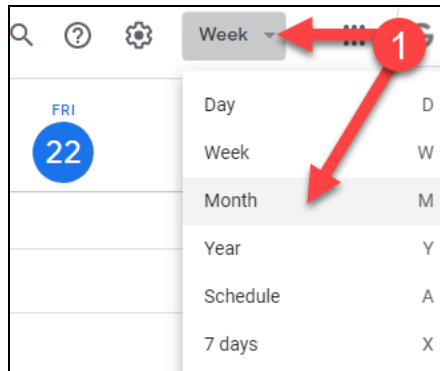 Week
1
G
FRI
22
Day D
Week W
Month M
Year Y
Schedule A
7 days X